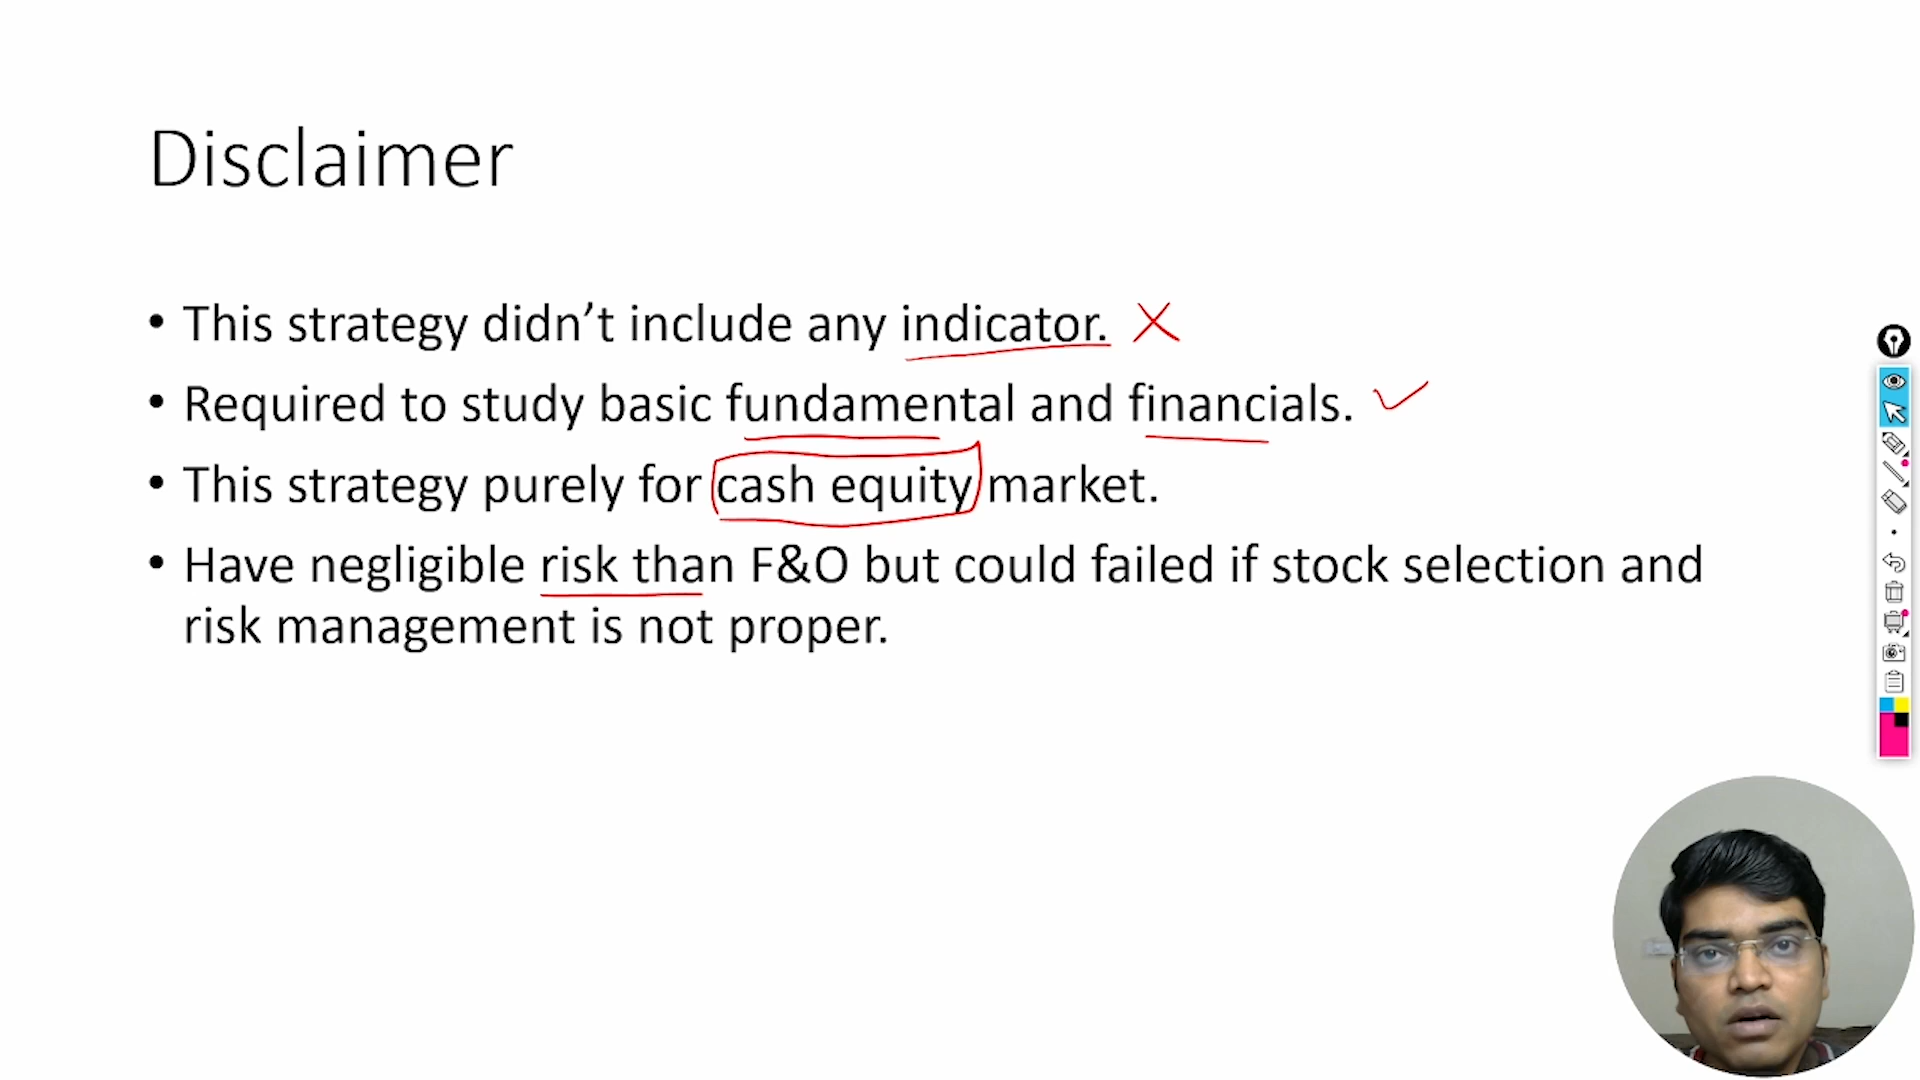 Disclaimer
• This strategy didn’t include any indicator.
• Required to study basic fundamental and financials.
• This strategy purely for cash equity market.
• Have negligible risk than F&O but could failed if stock selection and
risk management is not proper.